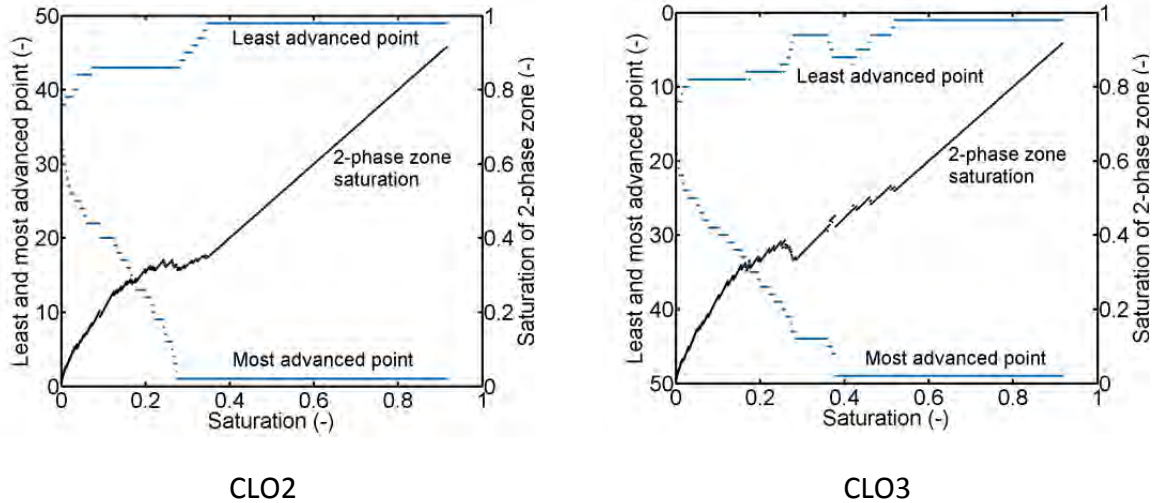 50
40
30
20
10
0
Least and most advanced point (-)
Least advanced point
2-phase zone
saturation
Most advanced point
1
0.8
0.6
0.4
0.2
0
Saturation of 2-phase zone (-)
0
0.2
0.4
0.6
0.8
1
Saturation (-)
CLO2
0
10
20
30
40
50
Least and most advanced point (-)
Least advanced point
2-phase zone
saturation
Most advanced point
1
0.8
0.6
0.4
0.2
0
Saturation of 2-phase zone (-)
0
0.2
0.4
0.6
0.8
1
Saturation (-)
CLO3